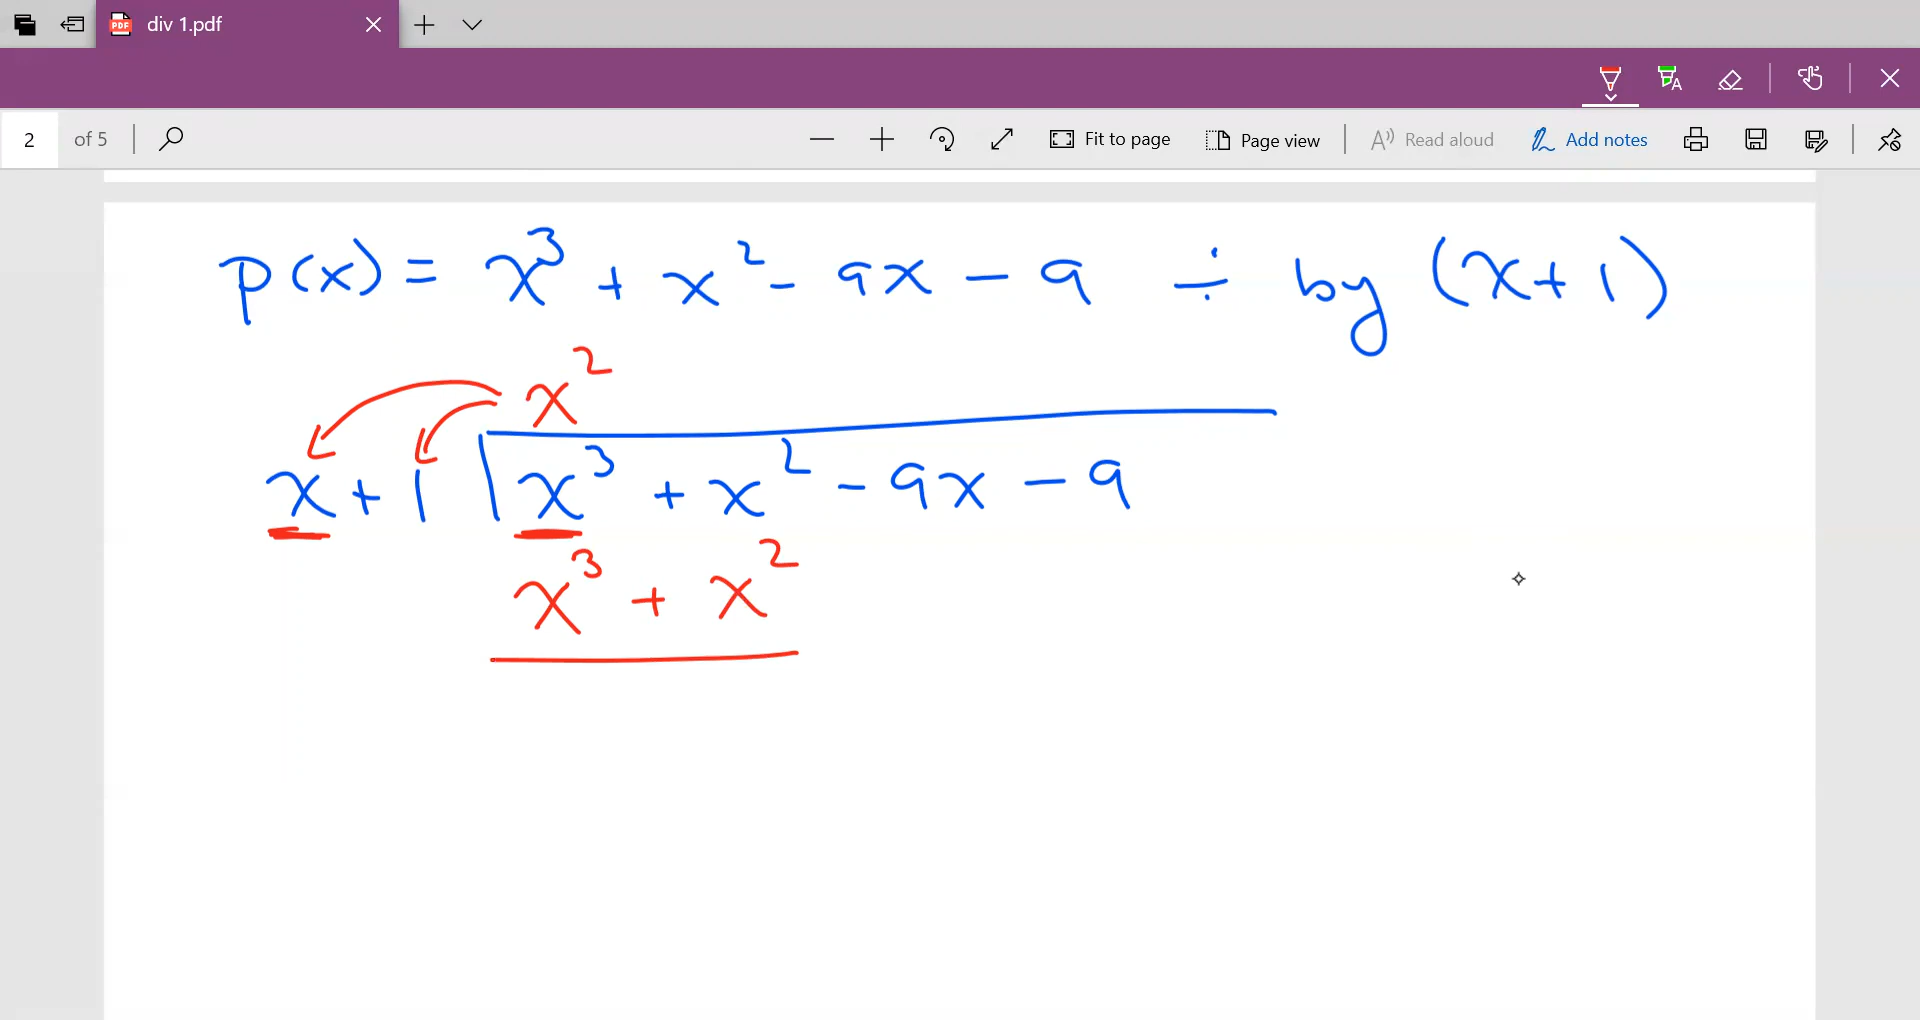 div 1.pdf
2 of 5 Fit to page Page view Read aloud Add notes
p(x) = x³ + x² - 9x - 9 ÷ by (x+1)
x²
x + 1 | x³ + x² - 9x - 9
x³ + x²